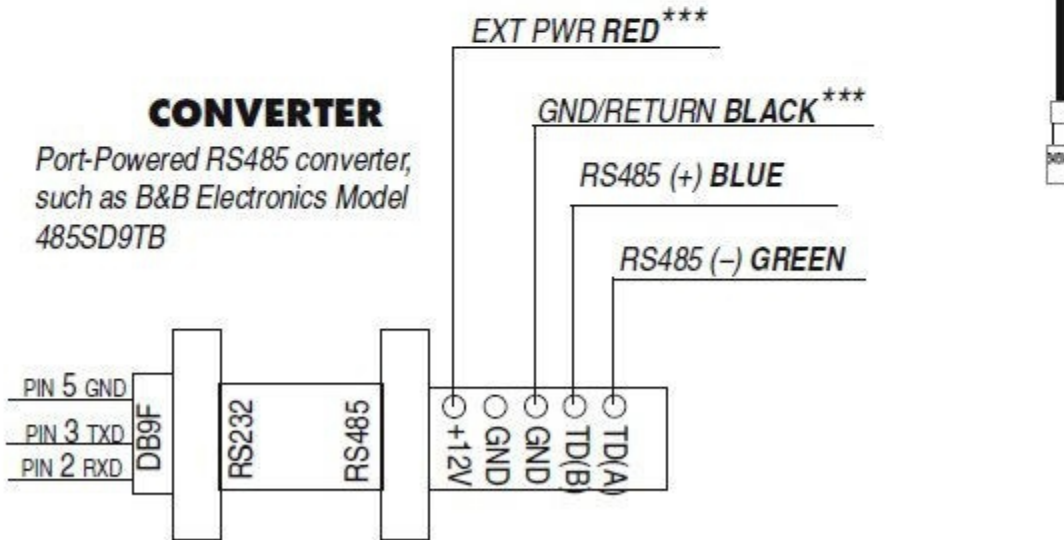 EXT PWR RED***
CONVERTER
GND/RETURN BLACK***
Port-Powered RS485 converter,
such as B&B Electronics Model
485SD9TB
RS485 (+) BLUE
RS485 (–) GREEN
PIN 5 GND
PIN 3 TXD
PIN 2 RXD
DB9F
RS232
RS485
+12V
GND
GND
TD(B)
TD(A)